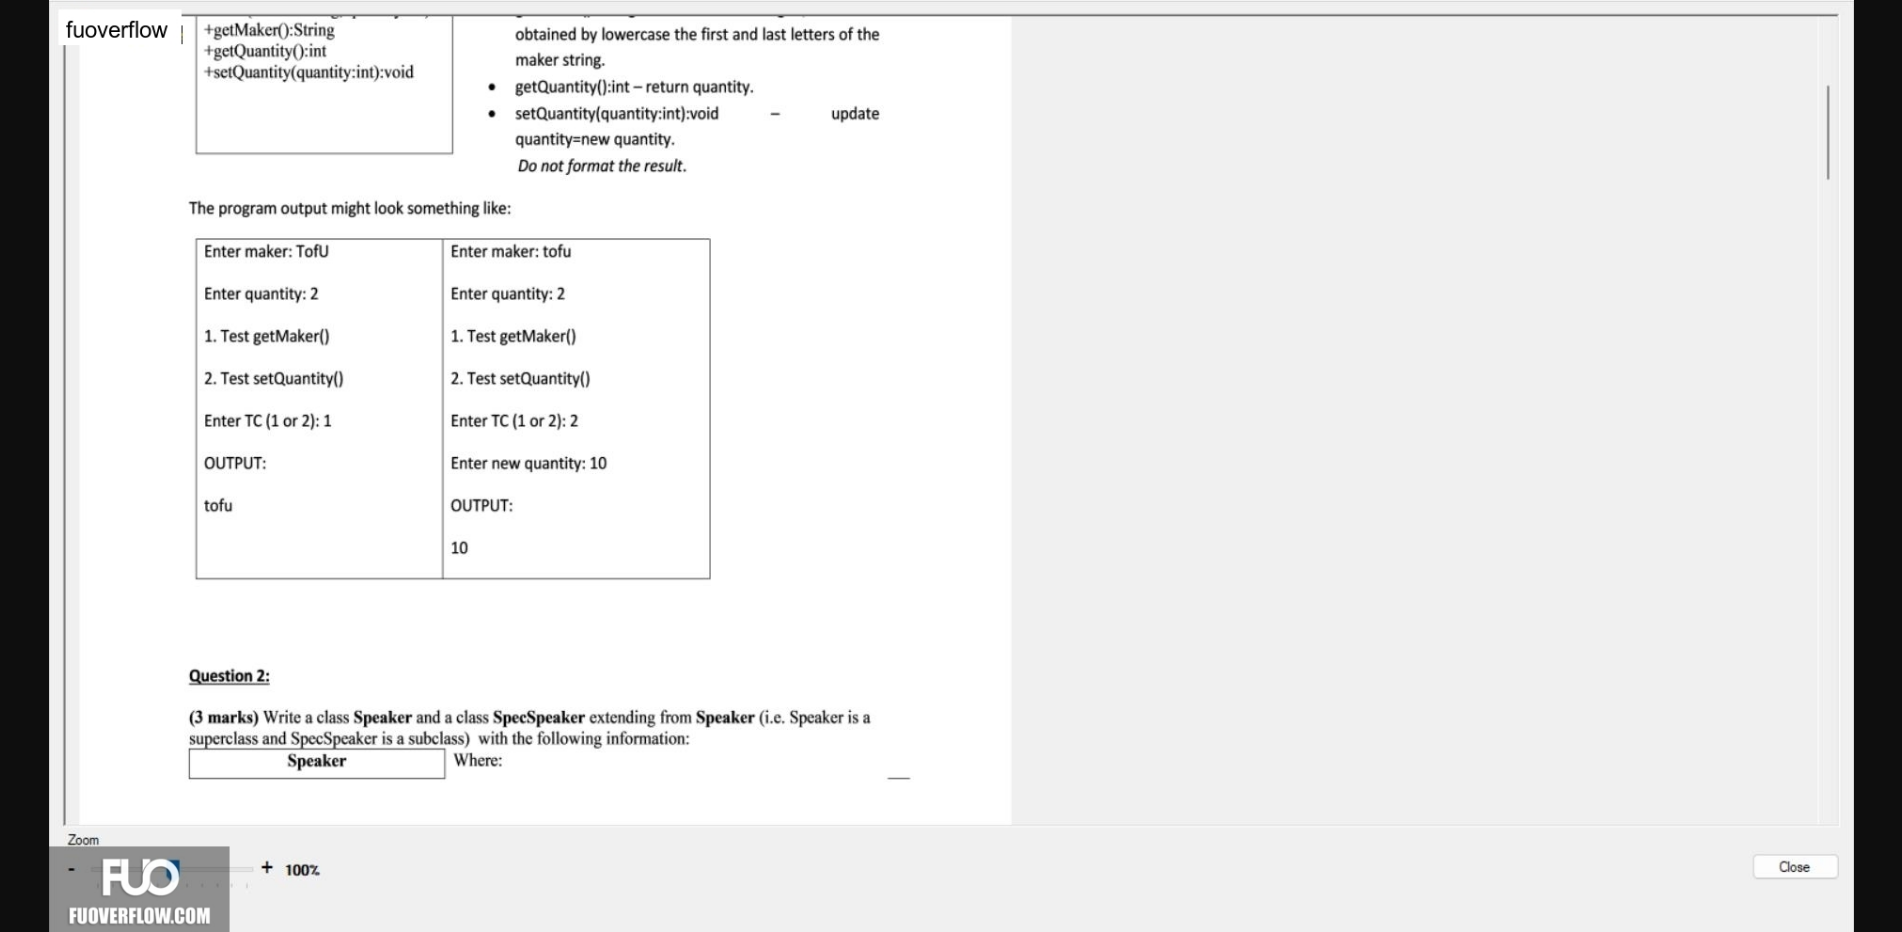 fuoverflow
+getMaker():String
+getQuantity():int
+setQuantity(quantity:int):void
obtained by lowercase the first and last letters of the
maker string.
• getQuantity():int – return quantity.
• setQuantity(quantity:int):void – update
quantity=new quantity.
Do not format the result.
The program output might look something like:
Enter maker: TofU
Enter quantity: 2
1. Test getMaker()
2. Test setQuantity()
Enter TC (1 or 2): 1
OUTPUT:
tofu
Enter maker: tofu
Enter quantity: 2
1. Test getMaker()
2. Test setQuantity()
Enter TC (1 or 2): 2
Enter new quantity: 10
OUTPUT:
10
Question 2:
(3 marks) Write a class Speaker and a class SpecSpeaker extending from Speaker (i.e. Speaker is a
superclass and SpecSpeaker is a subclass) with the following information:
Speaker
Where:
Zoom
- + 100%
Close
FUO
FUOVERFLOW.COM